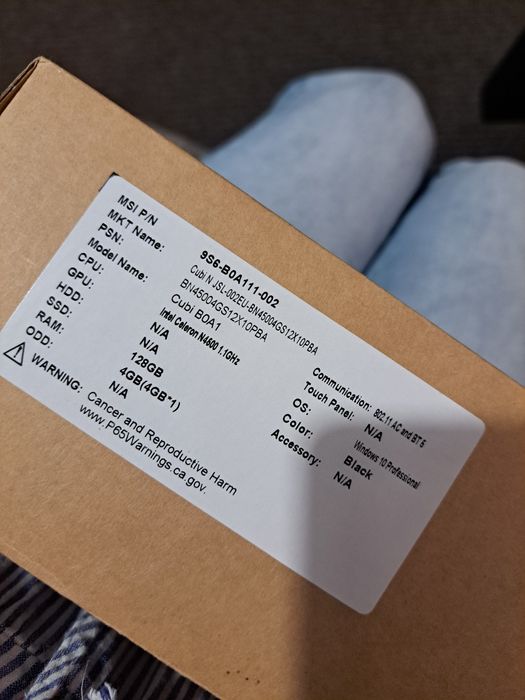 MSI P/N 9S6-B0A111-002
MKT Name: Cubi N JSL-002EU-BN45004GS12X10PBA
PSN: BN45004GS12X10PBA
Model Name: Cubi B0A1
CPU: Intel Celeron N4500 1.1GHz
GPU: N/A
HDD: N/A
SSD: 128GB
RAM: 4GB(4GB*1)
ODD: N/A
Communication: 802.11 AC and BT 5
Touch Panel: N/A
OS: Windows 10 Professional
Color: Black
Accessory: N/A
WARNING: Cancer and Reproductive Harm
www.P65Warnings.ca.gov.